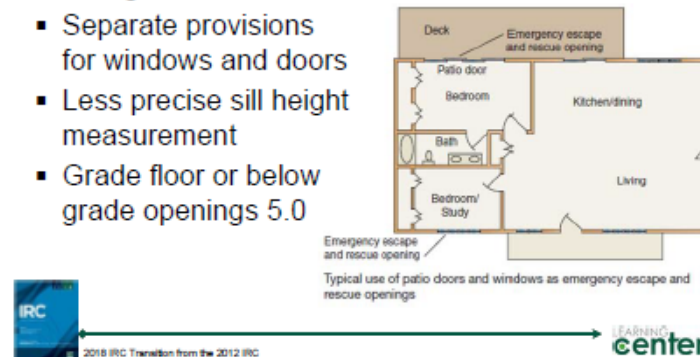 ▪ Separate provisions
for windows and doors
▪ Less precise sill height
measurement
▪ Grade floor or below
grade openings 5.0
Deck
Emergency escape
and rescue opening
Patio door
Bedroom
Kitchen/dining
Bath
Living
Bedroom/
Study
Emergency escape
and rescue opening
Typical use of patio doors and windows as emergency escape and
rescue openings
IRC
2018 IRC Transition from the 2012 IRC
LEARNING
center